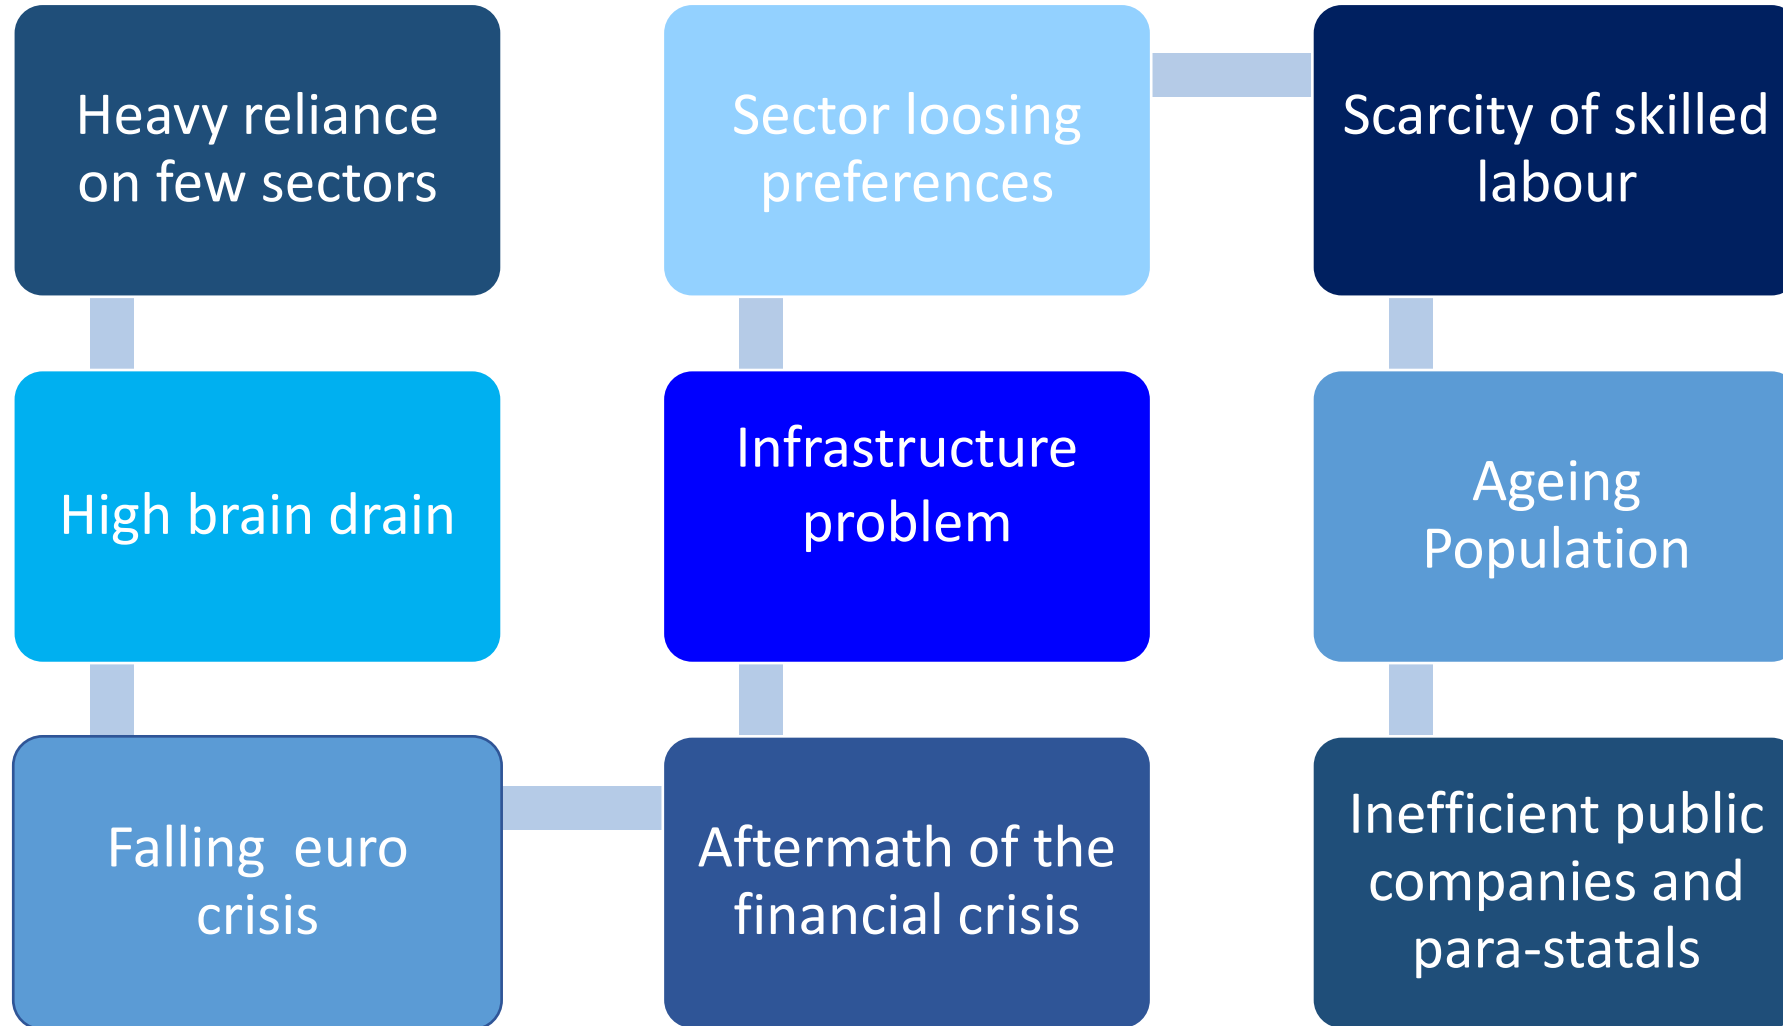 Heavy reliance
on few sectors
High brain drain
Falling  euro
crisis
Aftermath of the
financial crisis
Infrastructure
problem
Sector loosing
preferences
Scarcity of skilled
labour
Ageing
Population
Inefficient public
companies and
para-statals